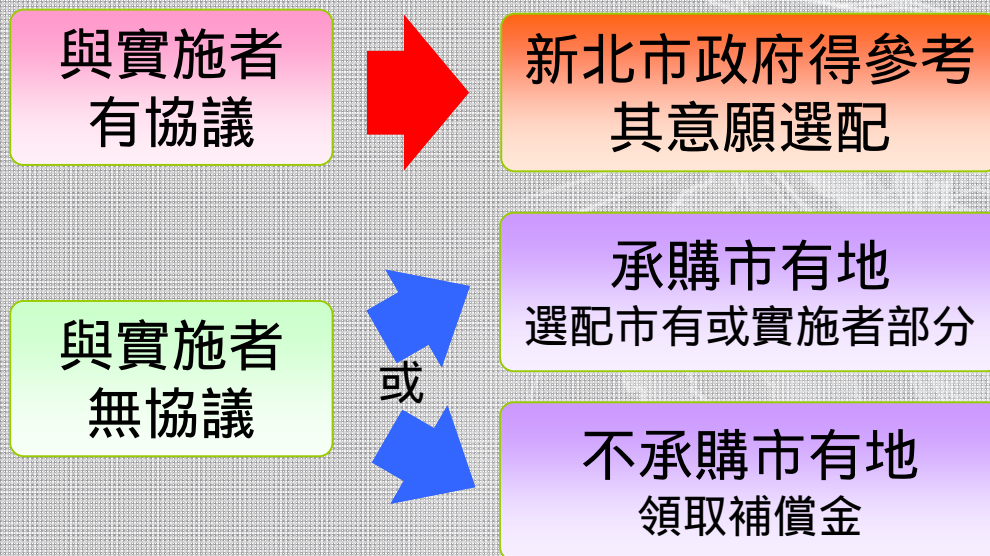 與實施者
有協議
新北市政府得參考
其意願選配
與實施者
無協議
或
承購市有地
選配市有或實施者部分
不承購市有地
領取補償金